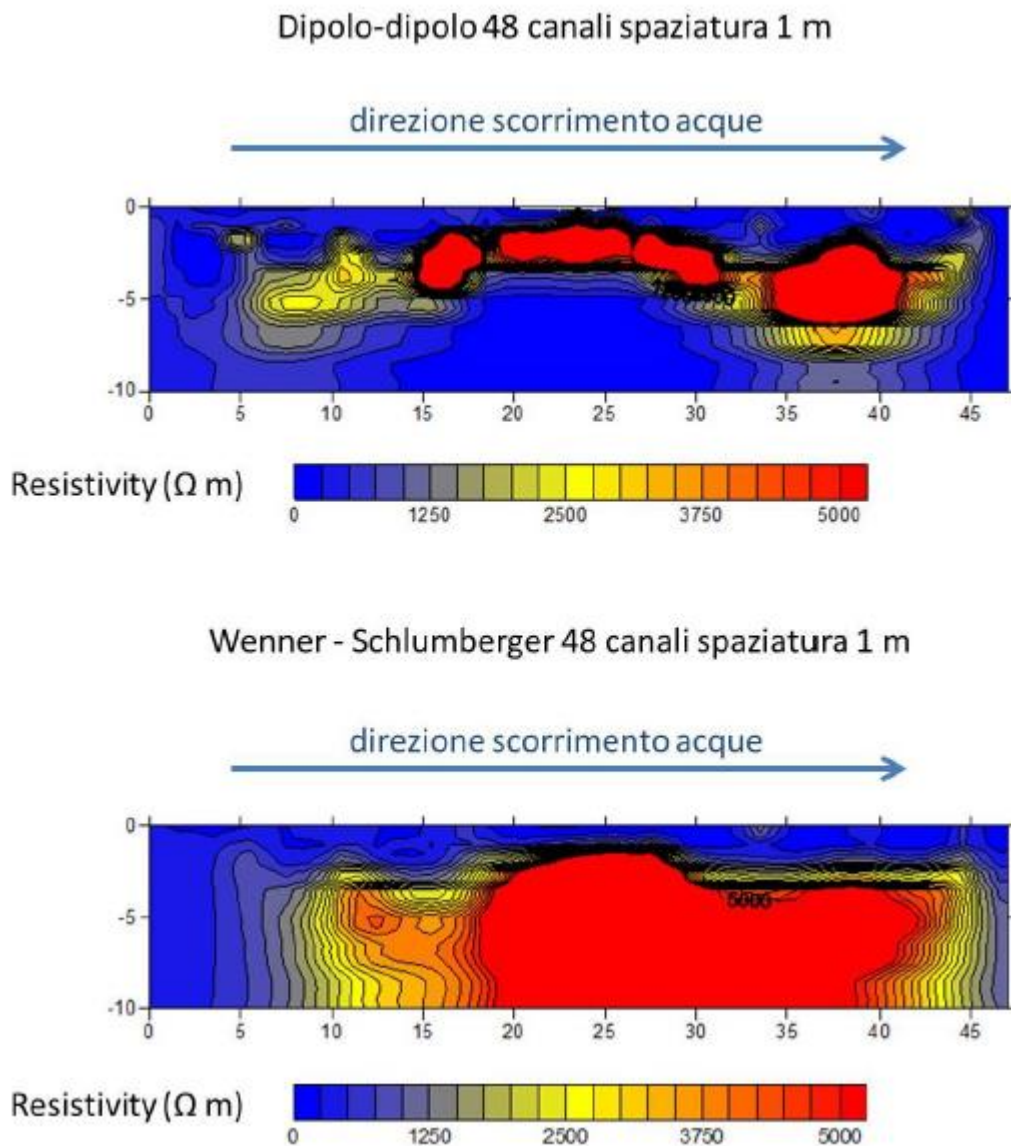 Dipolo-dipolo 48 canali spaziatura 1 m
direzione scorrimento acque
0
-5
-10
0 5 10 15 20 25 30 35 40 45
Resistivity (Ω m)
0 1250 2500 3750 5000
Wenner - Schlumberger 48 canali spaziatura 1 m
direzione scorrimento acque
0
5000
-5
-10
0 5 10 15 20 25 30 35 40 45
Resistivity (Ω m)
0 1250 2500 3750 5000